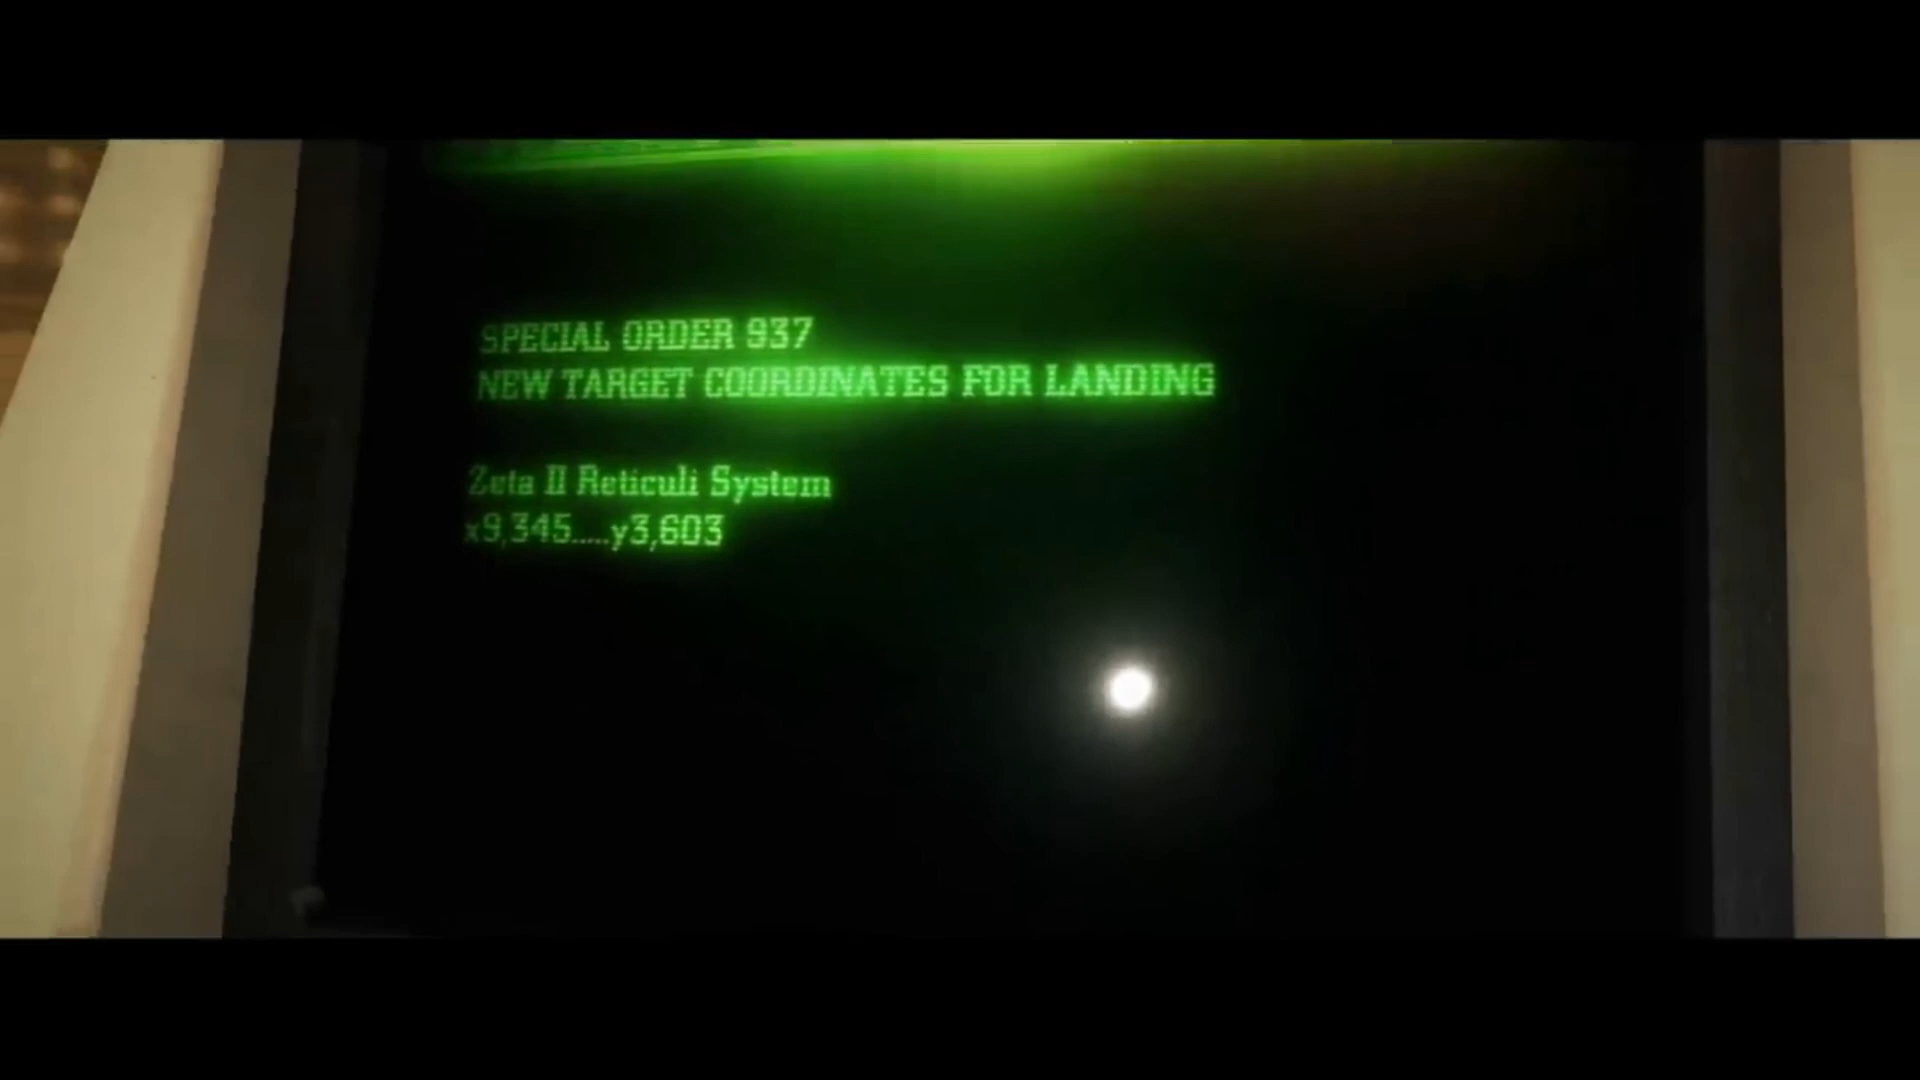 SPECIAL ORDER 937
NEW TARGET COORDINATES FOR LANDING
Zeta II Reticuli System
x9,345.....y3,603